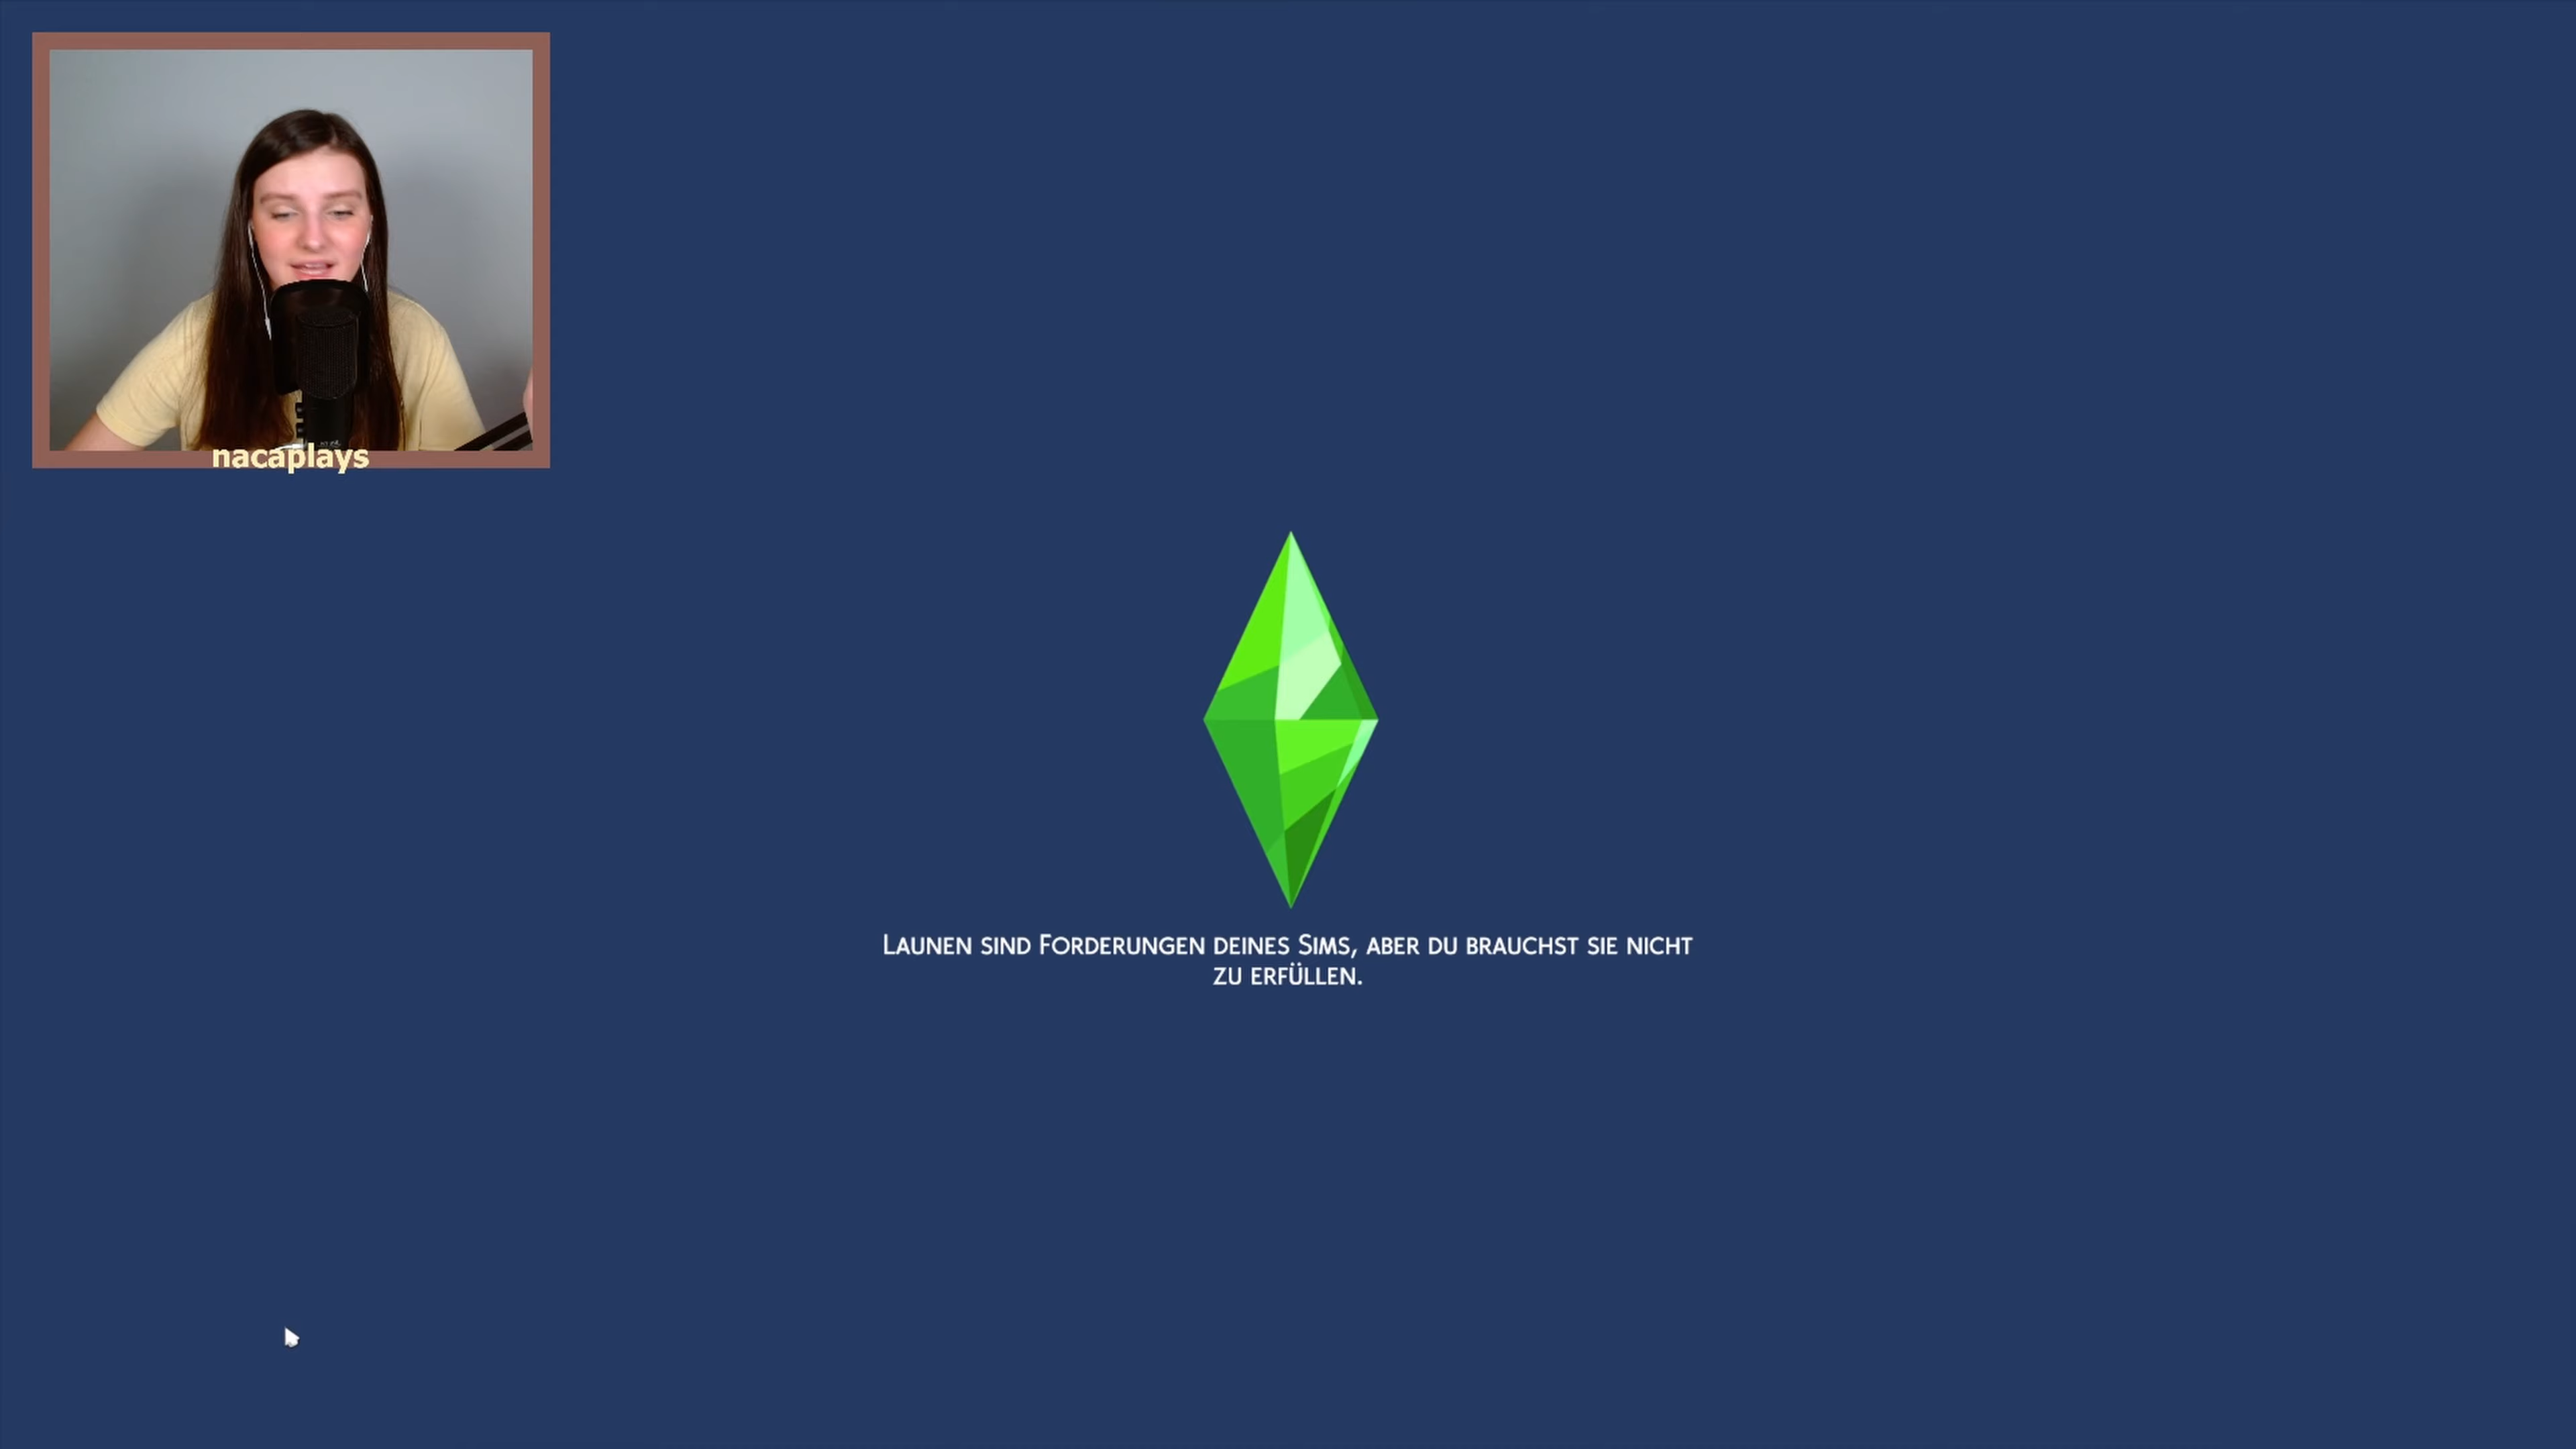 nacaplays
Launen sind Forderungen deines Sims, aber du brauchst sie nicht
zu erfüllen.